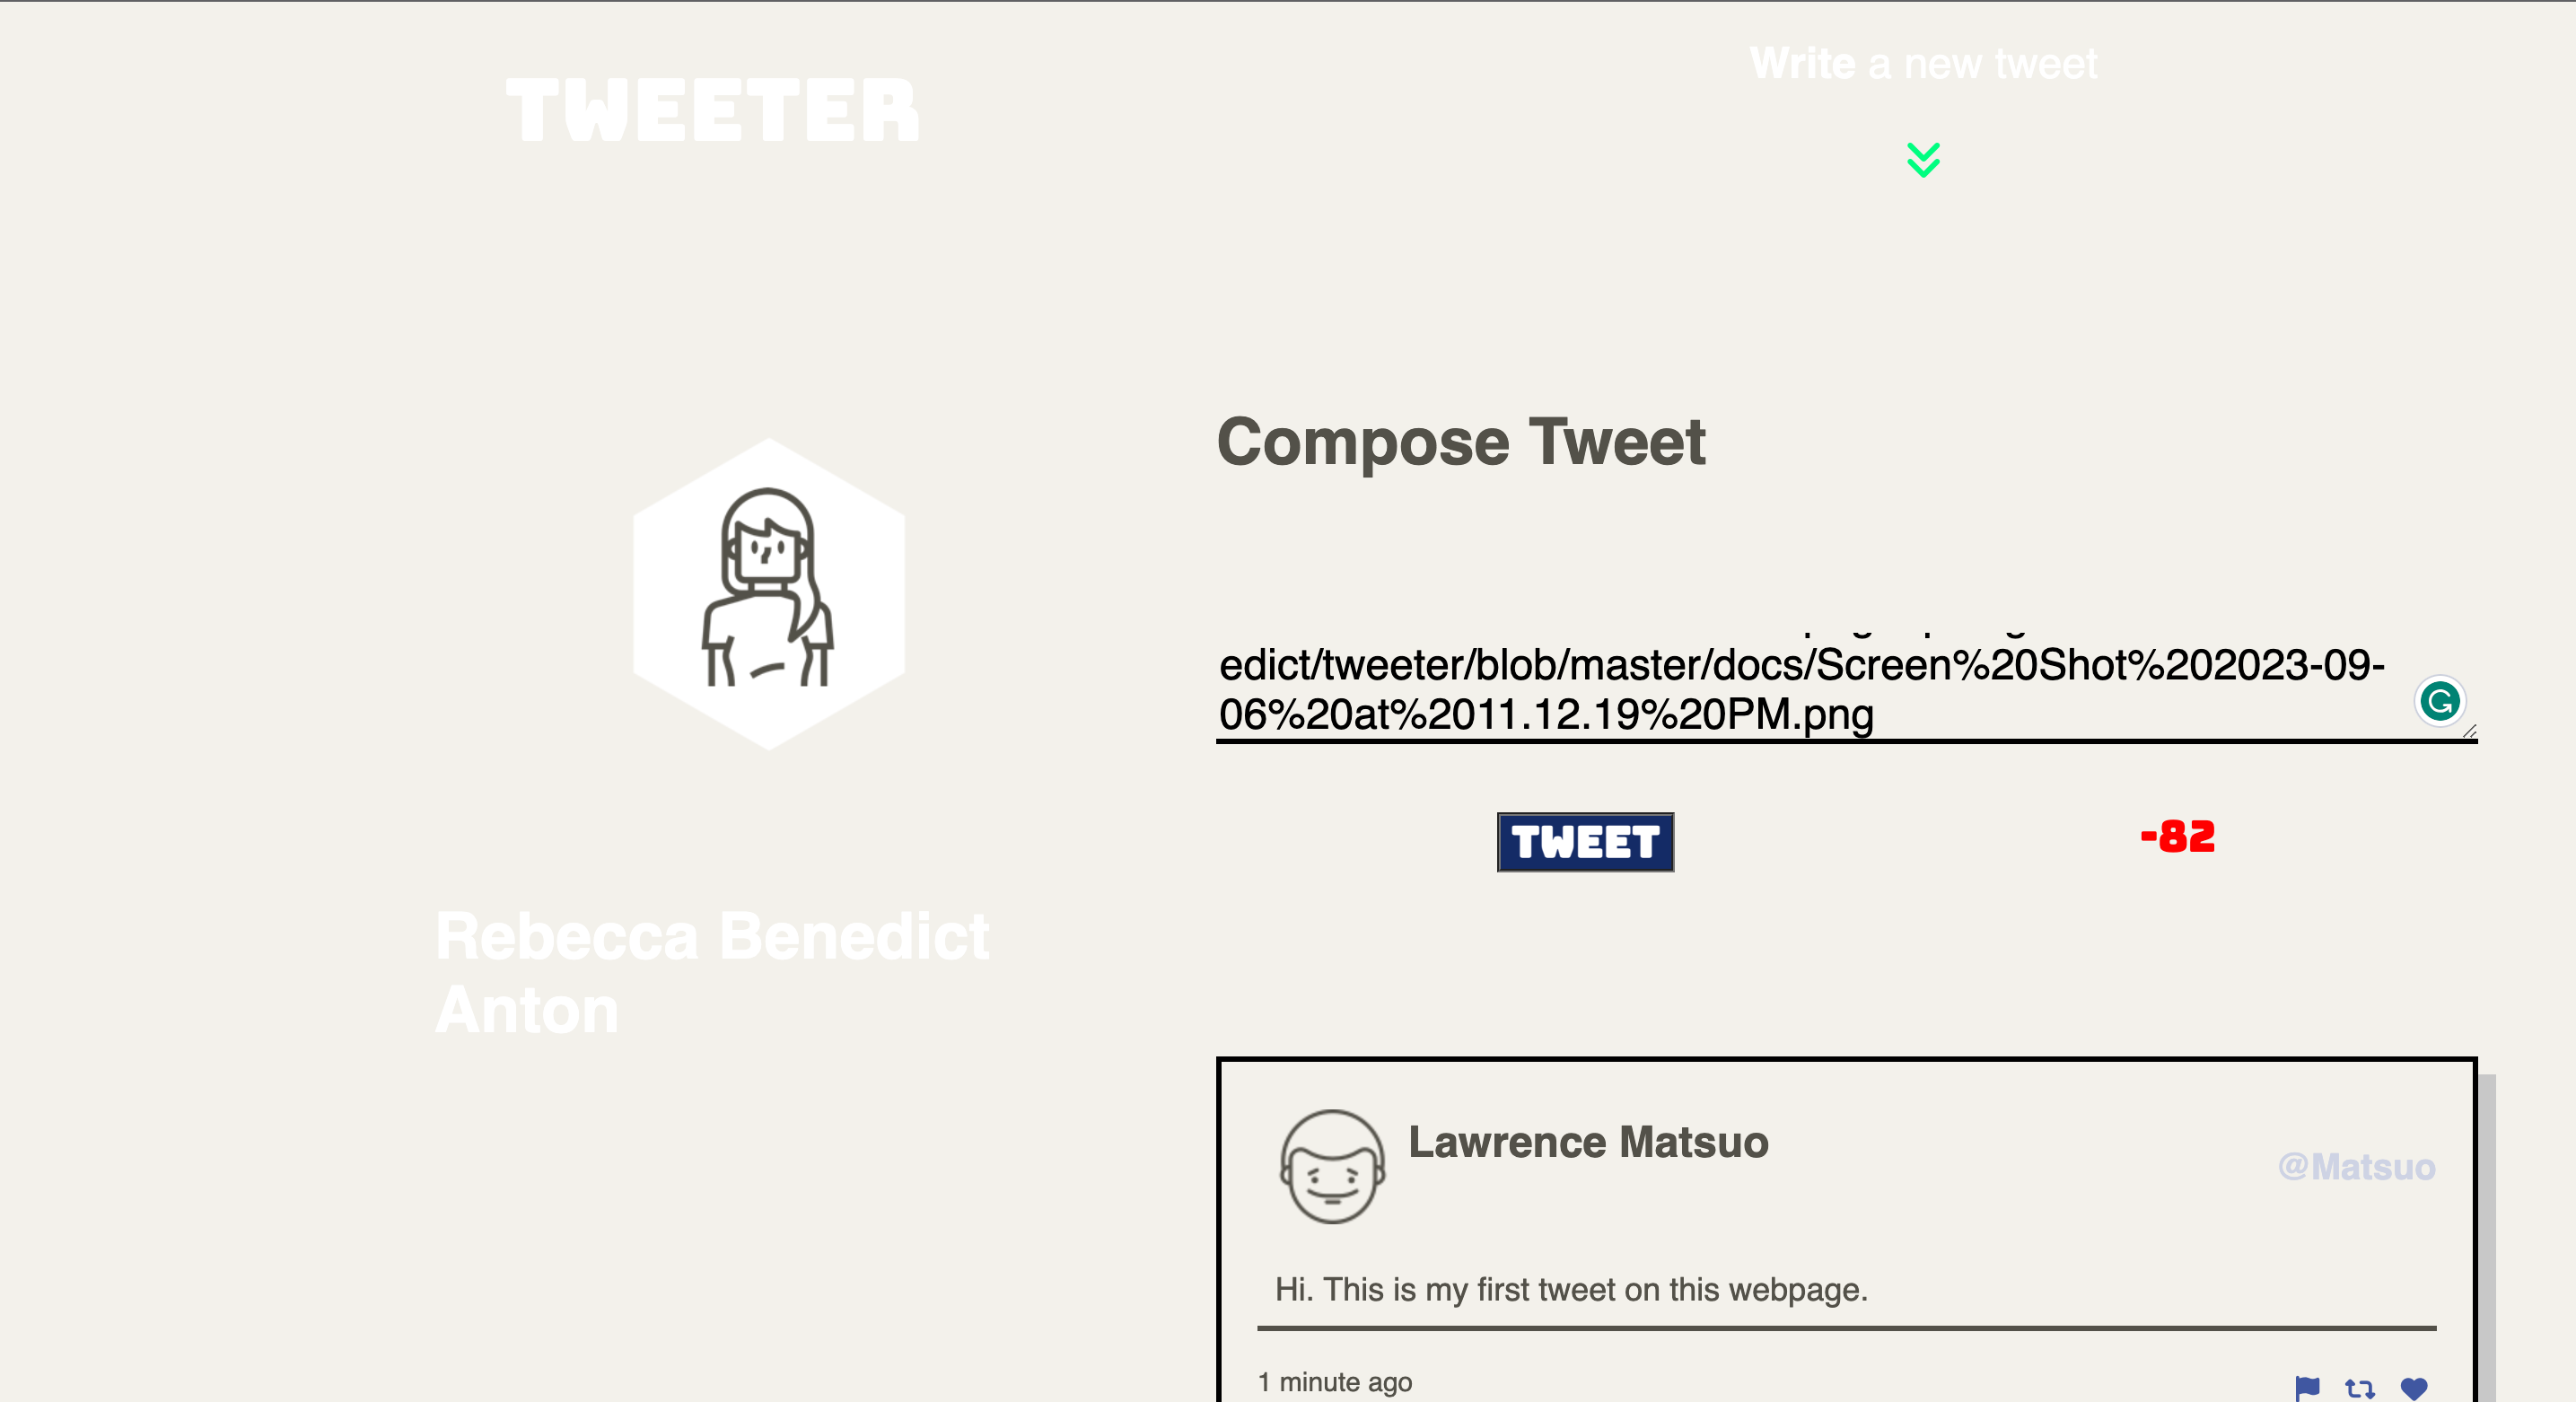 TWEETER
Write a new tweet
Compose Tweet
edict/tweeter/blob/master/docs/Screen%20Shot%202023-09-
06%20at%2011.12.19%20PM.png
TWEET
-82
Rebecca Benedict
Anton
Lawrence Matsuo
@Matsuo
Hi. This is my first tweet on this webpage.
1 minute ago